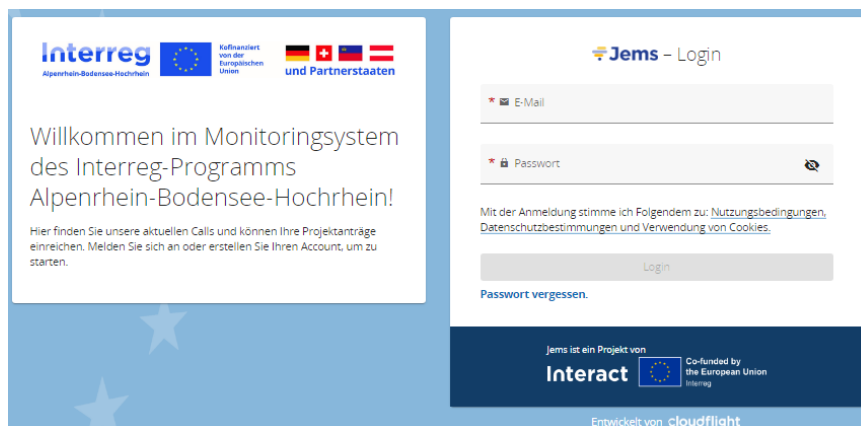 Interreg
Alpenrhein-Bodensee-Hochrhein
Kofinanziert
von der
Europäischen
Union
und Partnerstaaten
Willkommen im Monitoringsystem
des Interreg-Programms
Alpenrhein-Bodensee-Hochrhein!
Hier finden Sie unsere aktuellen Calls und können Ihre Projektanträge
einreichen. Melden Sie sich an oder erstellen Sie Ihren Account, um zu
starten.
Jems – Login
* E-Mail
* Passwort
Mit der Anmeldung stimme ich Folgendem zu: Nutzungsbedingungen,
Datenschutzbestimmungen und Verwendung von Cookies.
Login
Passwort vergessen.
Jems ist ein Projekt von
Interact
Co-funded by
the European Union
Interreg
Entwickelt von cloudflight